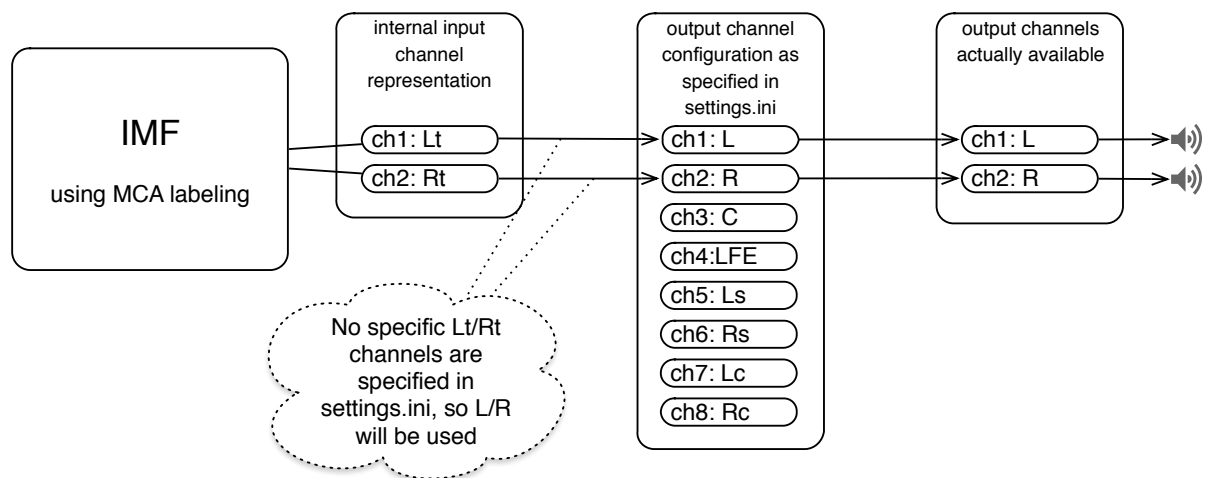 IMF
using MCA labeling
internal input
channel
representation
ch1: Lt
ch2: Rt
No specific Lt/Rt
channels are
specified in
settings.ini, so L/R
will be used
output channel
configuration as
specified in
settings.ini
ch1: L
ch2: R
ch3: C
ch4:LFE
ch5: Ls
ch6: Rs
ch7: Lc
ch8: Rc
output channels
actually available
ch1: L
ch2: R